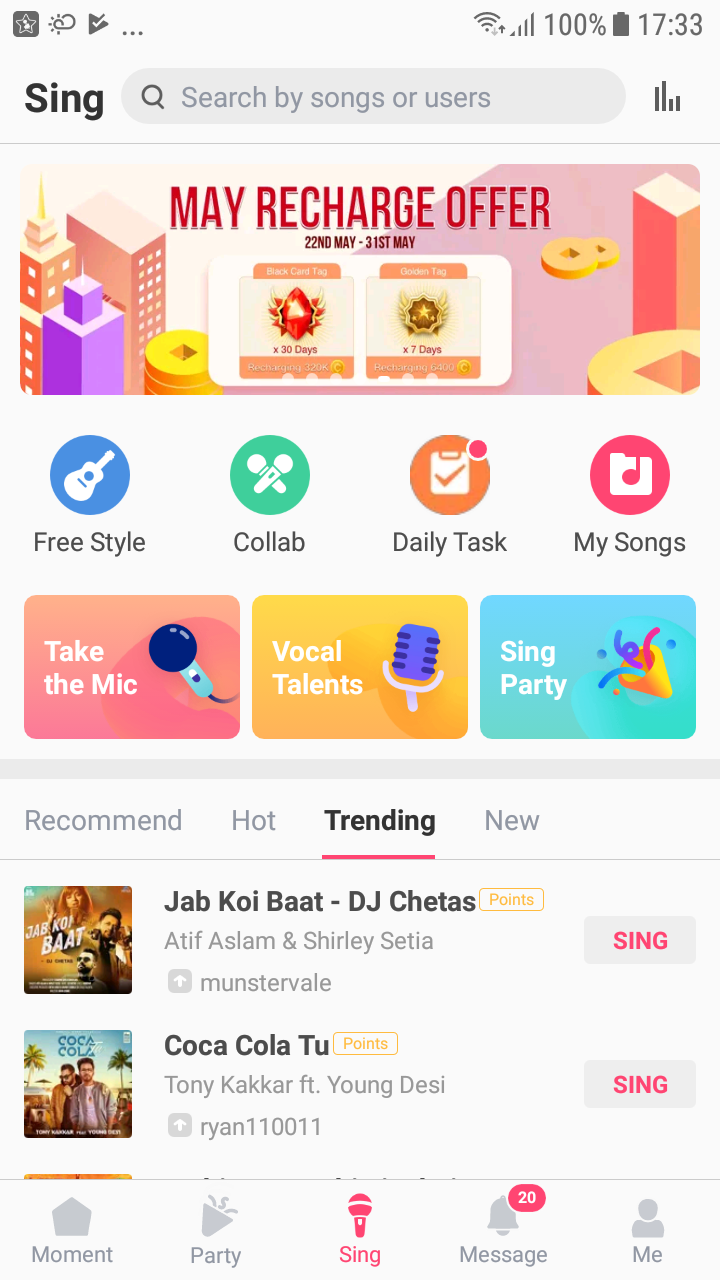 ... 100% 17:33
Sing Search by songs or users
MAY RECHARGE OFFER
22ND MAY - 31ST MAY
Black Card Tag Golden Tag
x 30 Days x 7 Days
Recharging 320K Recharging 6400
Free Style Collab Daily Task My Songs
Take
the Mic
Vocal
Talents
Sing
Party
Recommend Hot Trending New
JAB KOI
BAAT
DJ CHETAS
Jab Koi Baat - DJ Chetas Points
Atif Aslam & Shirley Setia
munstervale
SING
COCA
COLA TU
TONY KAKKAR FEAT YOUNG DESI
Coca Cola Tu Points
Tony Kakkar ft. Young Desi
ryan110011
SING
20
Moment Party Sing Message Me